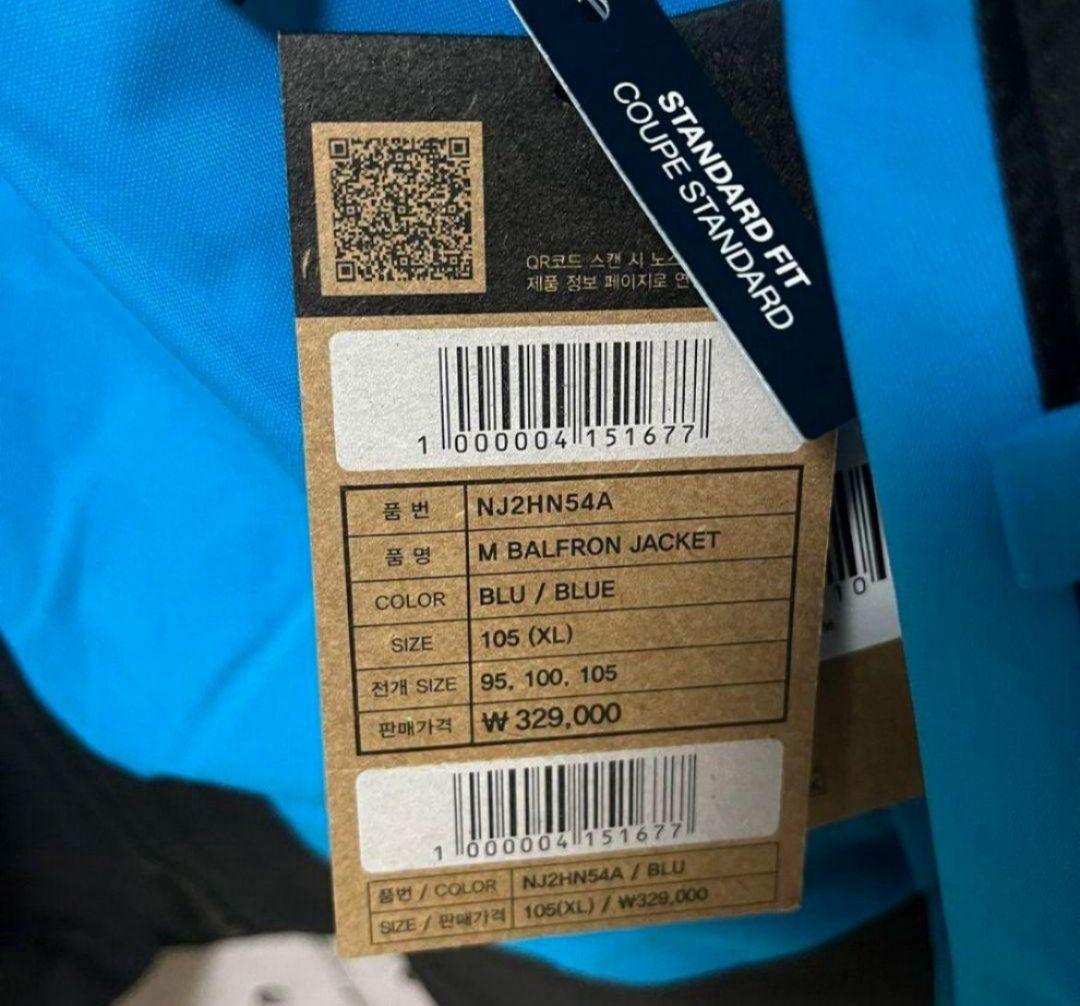 STANDARD FIT
COUPE STANDARD
QR코드 스캔 시
제품 정보 페이지로
1 000004 151677
품번 NJ2HN54A
품명 M BALFRON JACKET
COLOR BLU / BLUE
SIZE 105 (XL)
전개 SIZE 95, 100, 105
판매가격 ₩ 329,000
1 000004 151677
품번 / COLOR NJ2HN54A / BLU
SIZE / 판매가격 105(XL) / ₩329,000
10